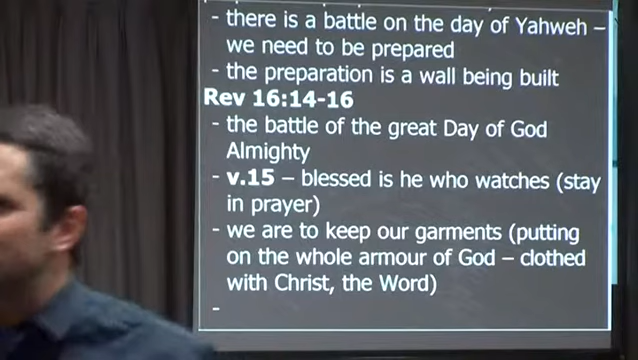 - there is a battle on the day of Yahweh –
we need to be prepared
- the preparation is a wall being built
Rev 16:14-16
- the battle of the great Day of God
Almighty
- v.15 – blessed is he who watches (stay
in prayer)
- we are to keep our garments (putting
on the whole armour of God – clothed
with Christ, the Word)
-